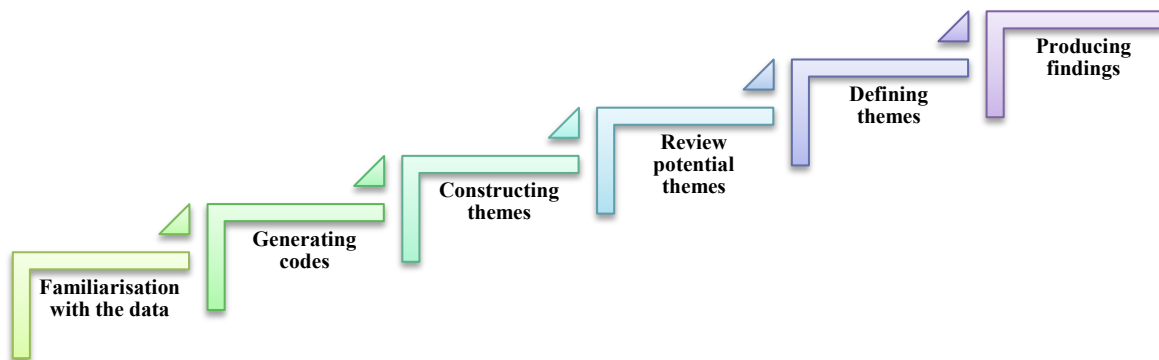 Familiarisation
with the data
Generating
codes
Constructing
themes
Review
potential
themes
Defining
themes
Producing
findings